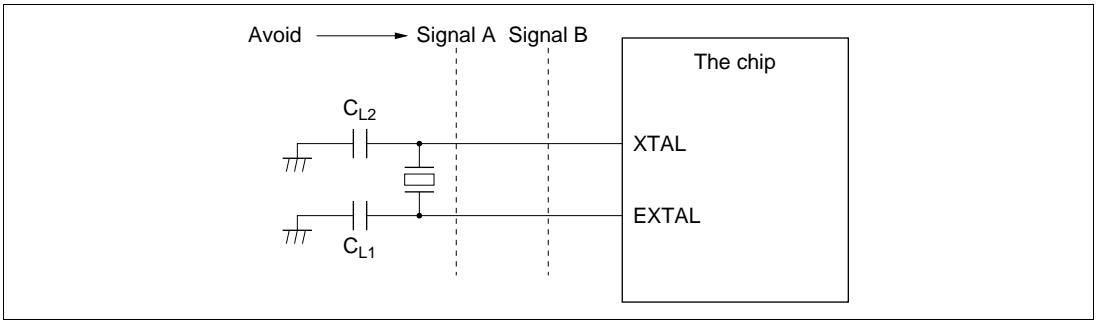 Avoid Signal A Signal B
The chip
CL2
XTAL
EXTAL
CL1